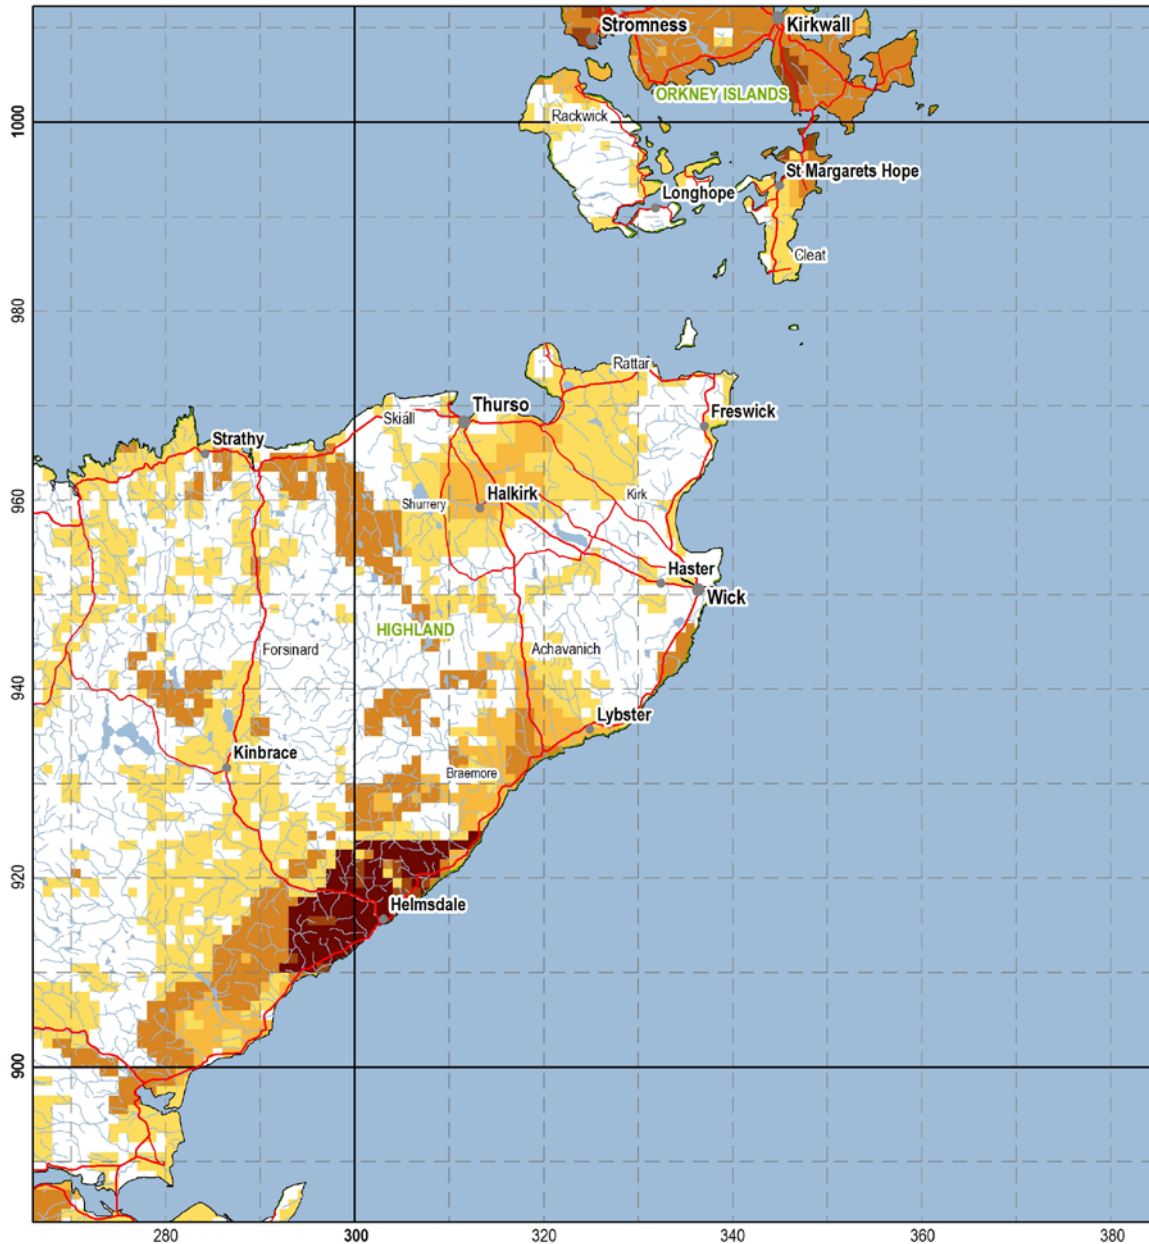 Stromness
Kirkwall
ORKNEY ISLANDS
Rackwick
1000
St Margarets Hope
Longhope
Cleat
980
Rattar
Thurso
Skiall
Freswick
Strathy
960
Halkirk
Shurrery
Kirk
Haster
Wick
HIGHLAND
Forsinard
Achavanich
940
Lybster
Kinbrace
Braemore
920
Helmsdale
900
280
300
320
340
360
380